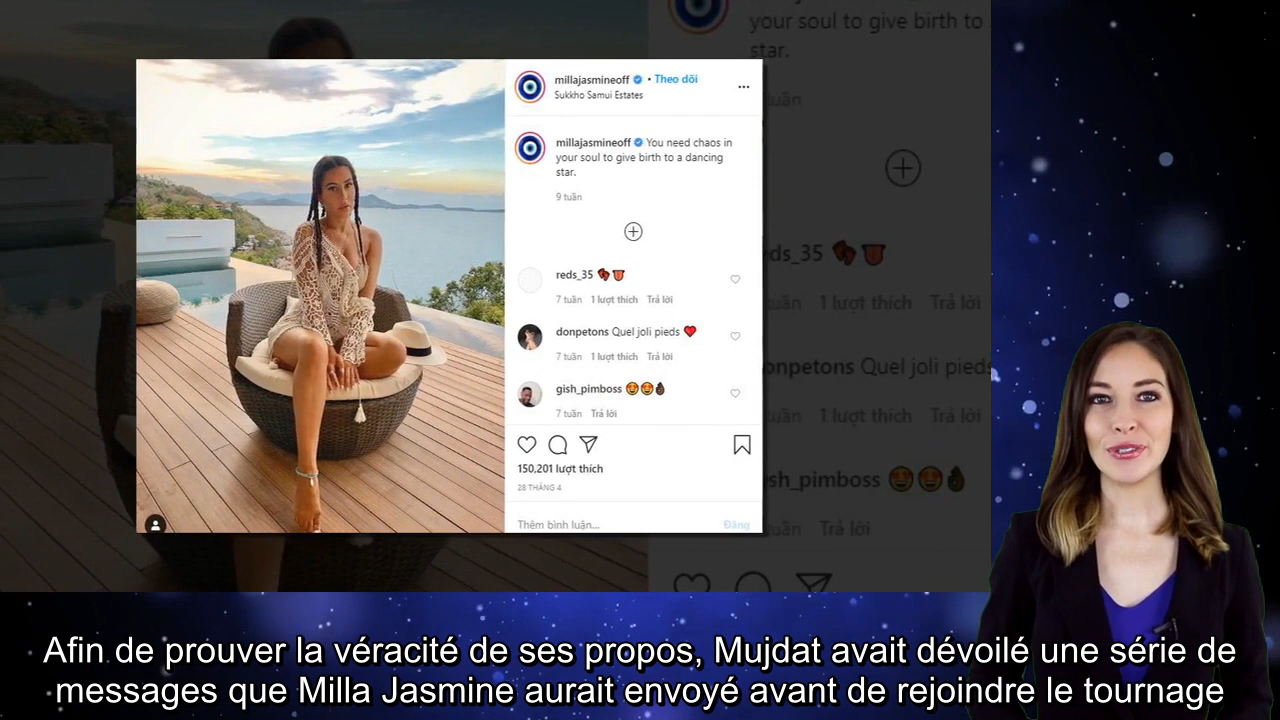 millajasmineoff • Theo dõi
Sukkho Samui Estates
millajasmineoff You need chaos in
your soul to give birth to a dancing
star.
9 tuần
reds_35 👣👅
7 tuần 1 lượt thích Trả lời
donpetons Quel joli pieds ❤️
7 tuần 1 lượt thích Trả lời
gish_pimboss 🤩🤩👌🏿
7 tuần Trả lời
150,201 lượt thích
28 THÁNG 4
Thêm bình luận... Đăng
your soul to give birth to
star.
uần
ds_35
uần 1 lượt thích Trả lời
onpetons Quel joli pieds
uần 1 lượt thích Trả lời
sh_pimboss 🤩🤩👌🏿
uần Trả lời
Afin de prouver la véracité de ses propos, Mujdat avait dévoilé une série de
messages que Milla Jasmine aurait envoyé avant de rejoindre le tournage